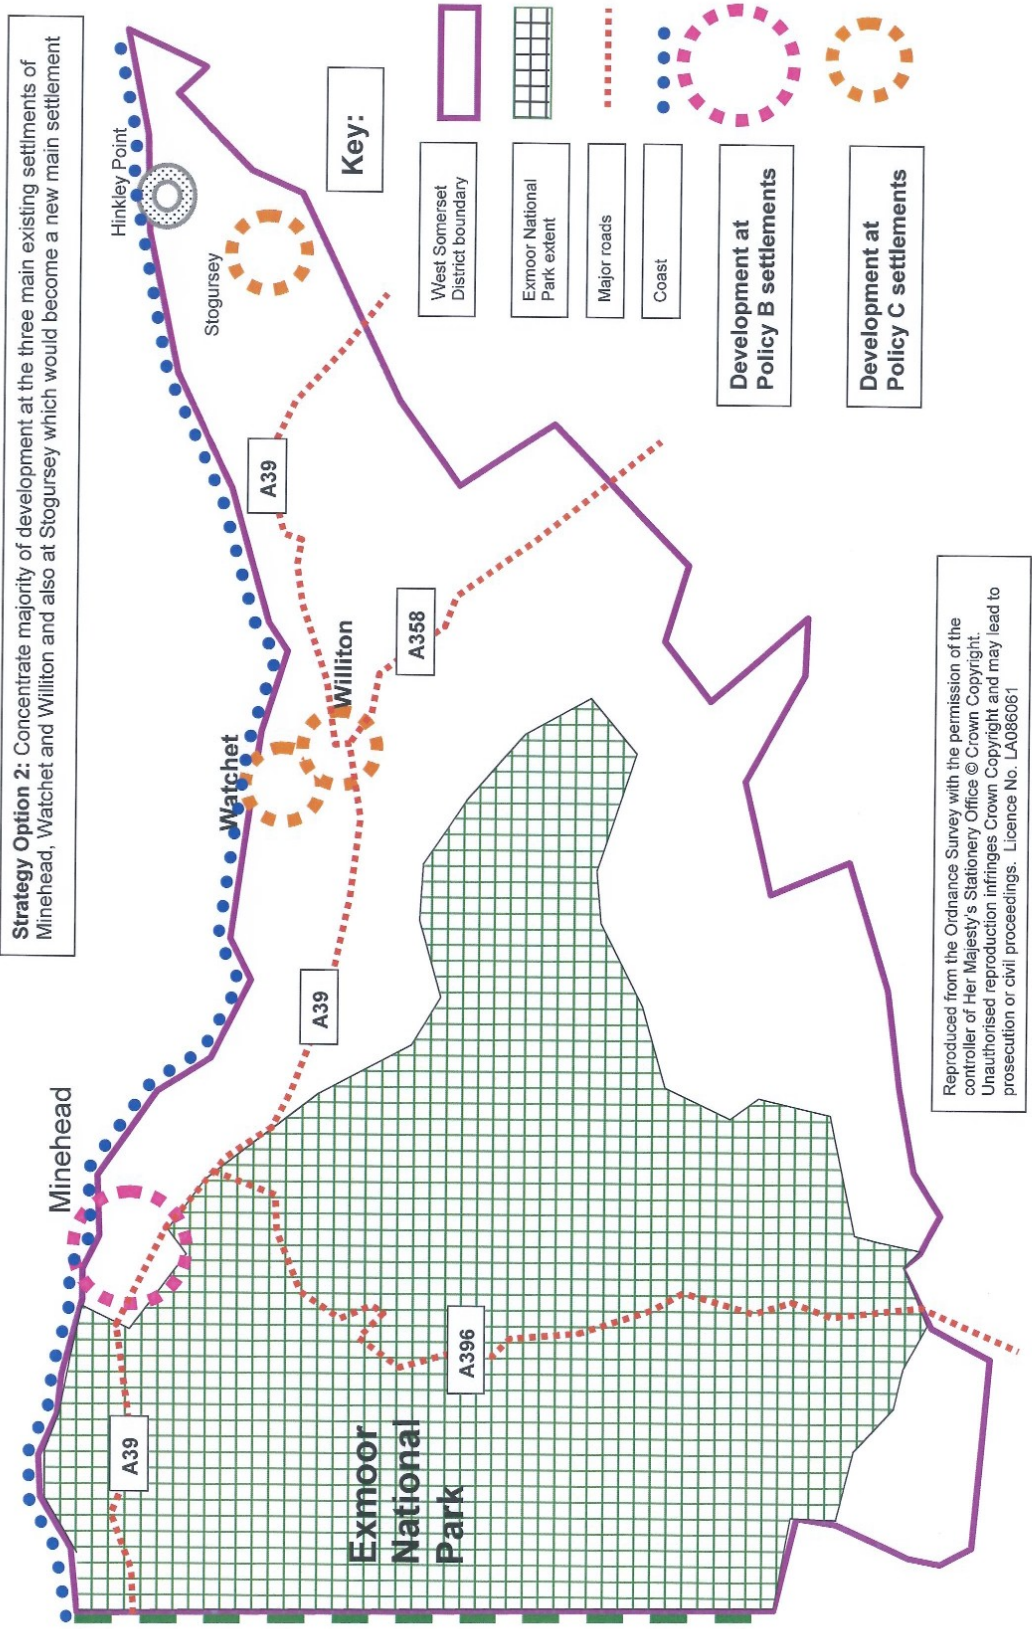 Strategy Option 2: Concentrate majority of development at the three main existing settlments of
Minehead, Watchet and Williton and also at Stogursey which would become a new main settlement
Minehead
Watchet
Williton
Stogursey
Hinkley Point
A39
A39
A39
A358
A396
Exmoor
National
Park
Key:
West Somerset
District boundary
Exmoor National
Park extent
Major roads
Coast
Development at
Policy B settlements
Development at
Policy C settlements
Reproduced from the Ordnance Survey with the permission of the
controller of Her Majesty's Stationery Office © Crown Copyright.
Unauthorised reproduction infringes Crown Copyright and may lead to
prosecution or civil proceedings. Licence No. LA086061